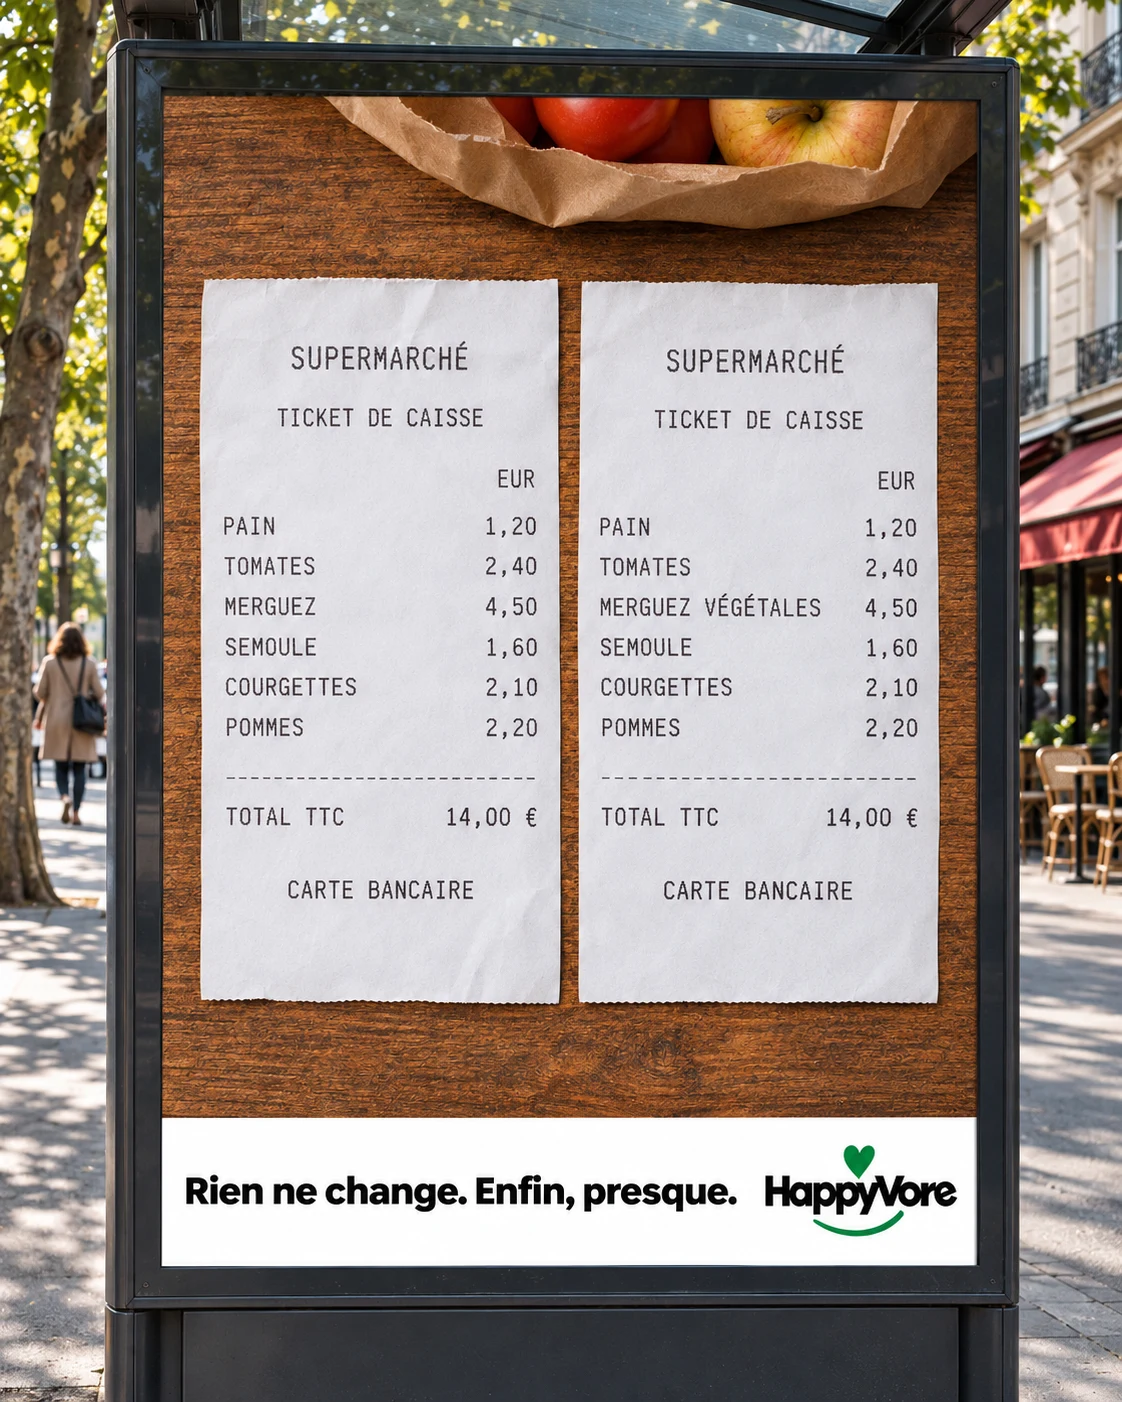 SUPERMARCHÉ
TICKET DE CAISSE
EUR
PAIN 1,20
TOMATES 2,40
MERGUEZ 4,50
SEMOULE 1,60
COURGETTES 2,10
POMMES 2,20
TOTAL TTC 14,00 €
CARTE BANCAIRE
SUPERMARCHÉ
TICKET DE CAISSE
EUR
PAIN 1,20
TOMATES 2,40
MERGUEZ VÉGÉTALES 4,50
SEMOULE 1,60
COURGETTES 2,10
POMMES 2,20
TOTAL TTC 14,00 €
CARTE BANCAIRE
Rien ne change. Enfin, presque.
HappyVore